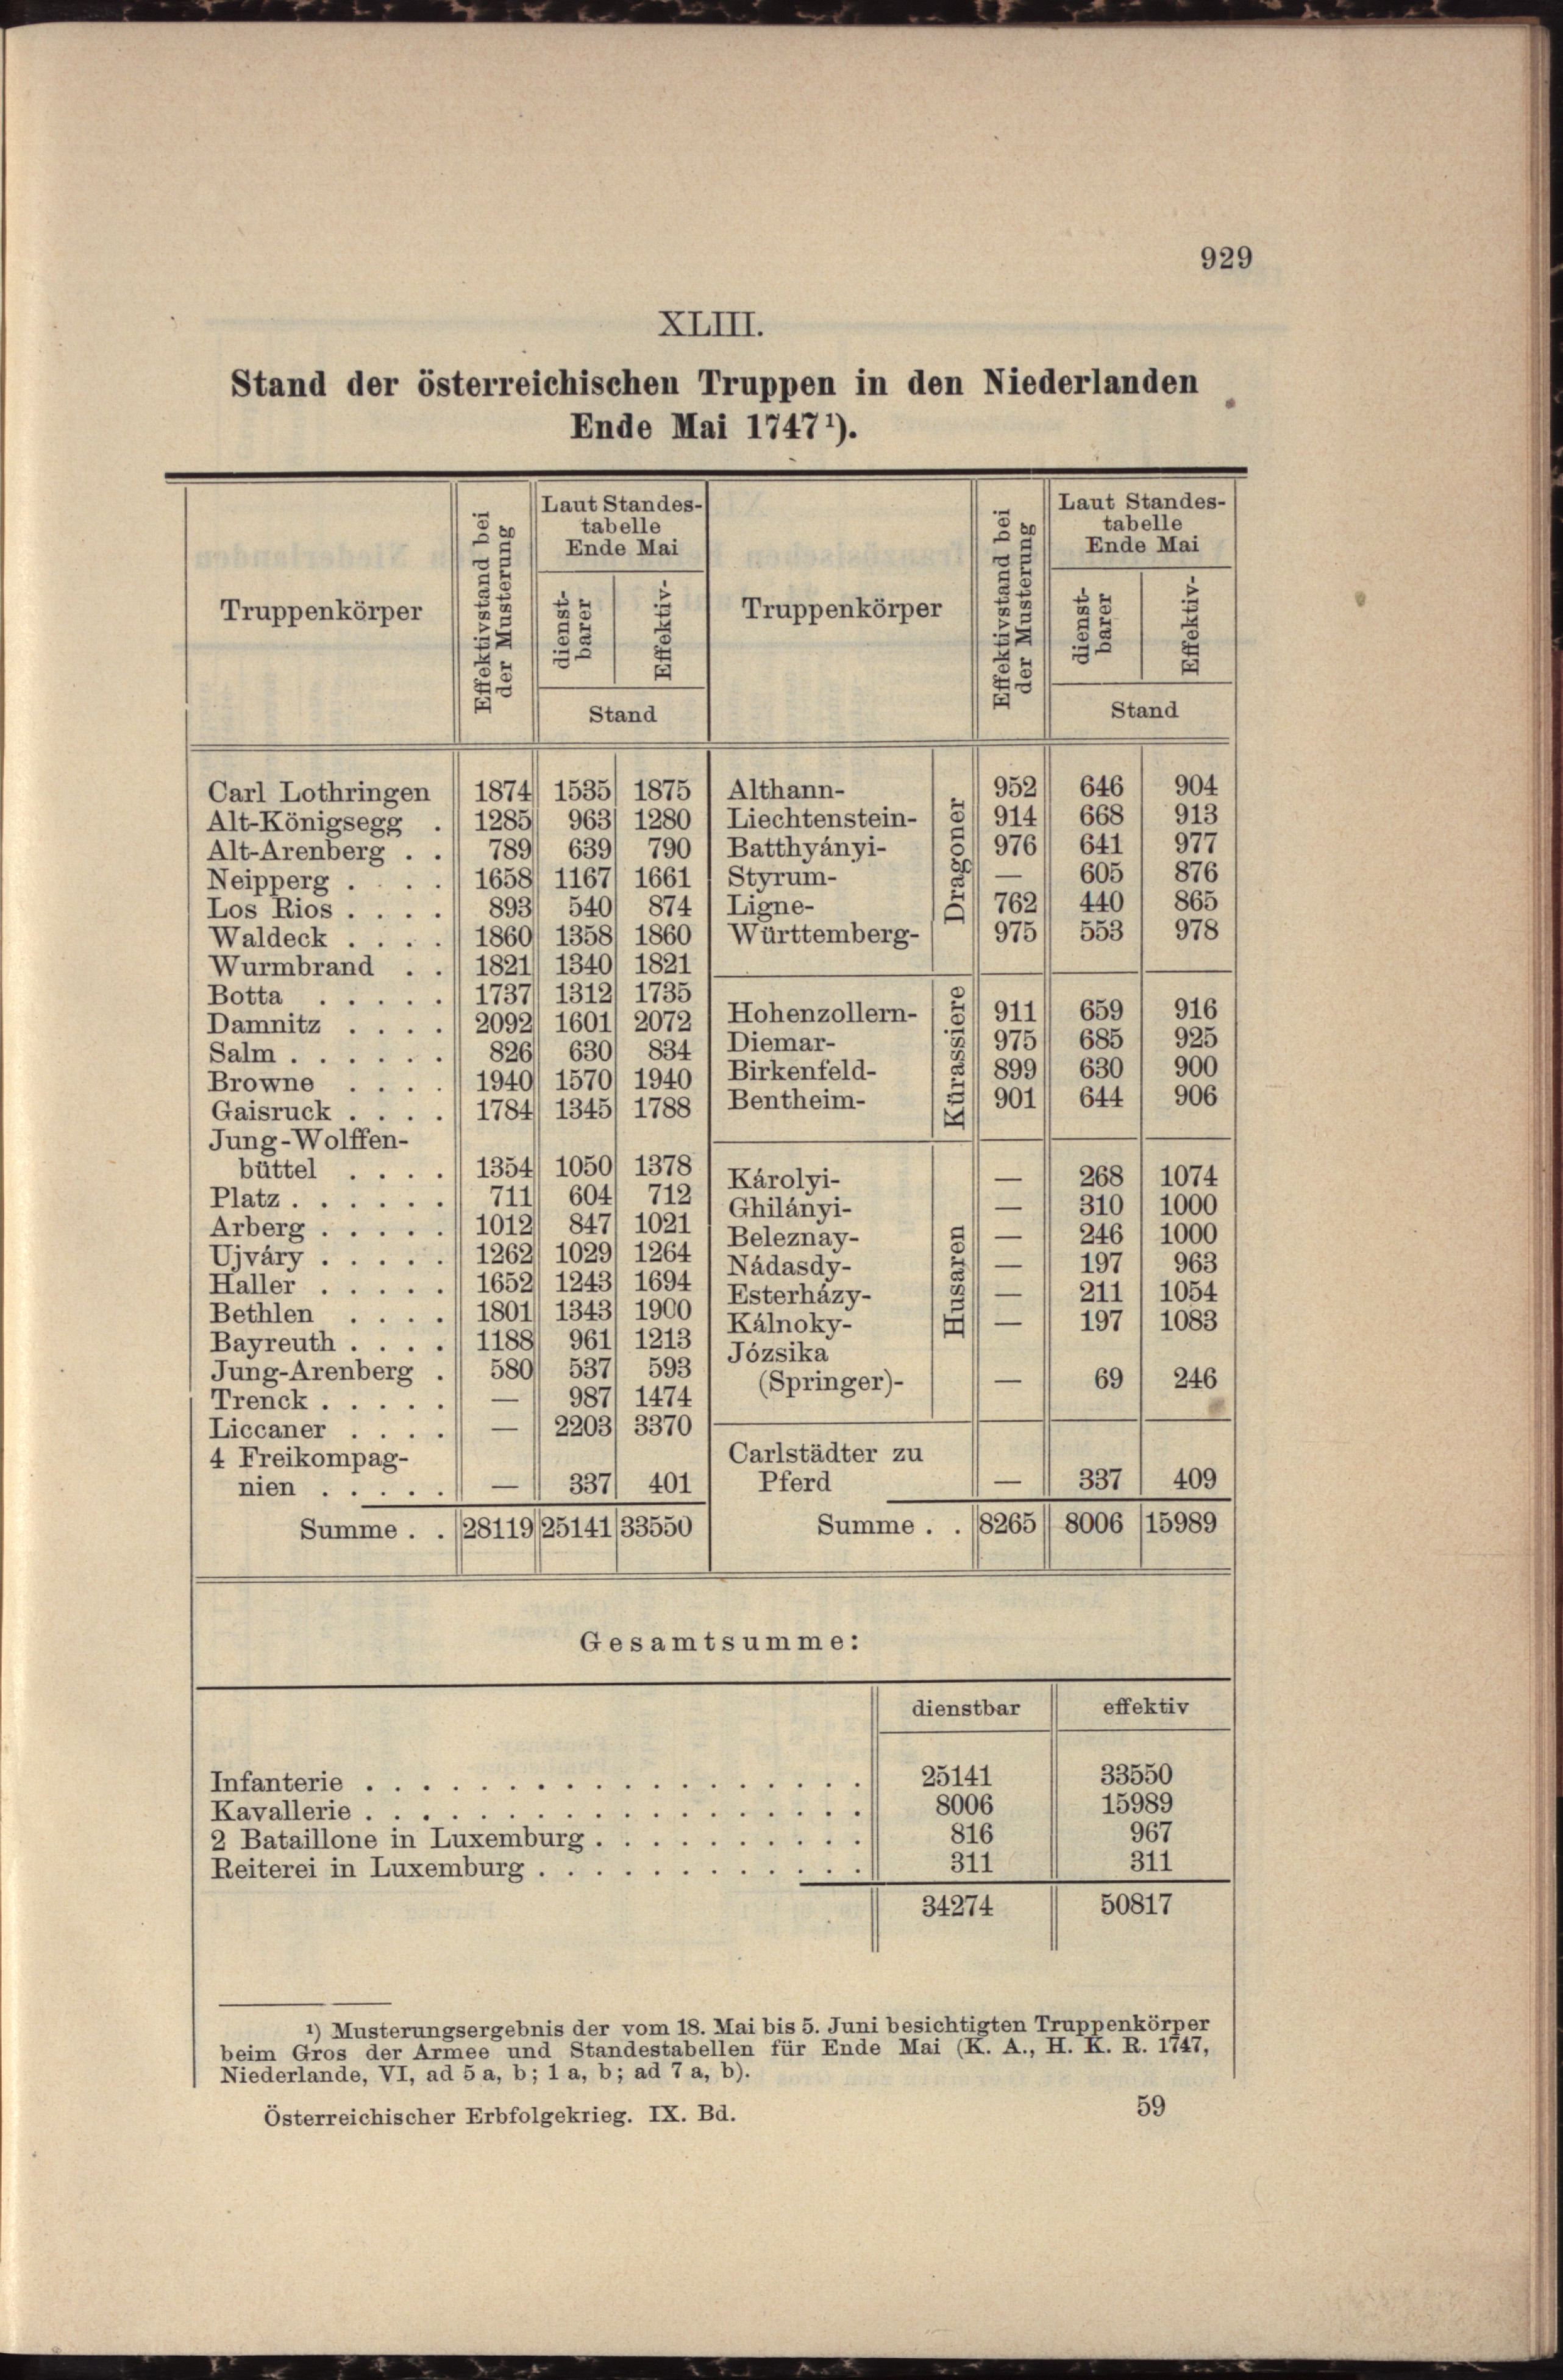 929
XLIII.
Stand der österreichischen Truppen in den Niederlanden
Ende Mai 1747¹).
Truppenkörper
Effektivstand bei
der Musterung
Laut Standes-
tabelle
Ende Mai
dienst-
barer
Effektiv-
Stand
Truppenkörper
Effektivstand bei
der Musterung
Laut Standes-
tabelle
Ende Mai
dienst-
barer
Effektiv-
Stand
Carl Lothringen 1874 1535 1875
Alt-Königsegg . 1285 963 1280
Alt-Arenberg . . 789 639 790
Neipperg . . . . 1658 1167 1661
Los Rios . . . . 893 540 874
Waldeck . . . . 1860 1358 1860
Wurmbrand . . 1821 1340 1821
Botta . . . . . 1737 1312 1735
Damnitz . . . . 2092 1601 2072
Salm . . . . . . 826 630 834
Browne . . . . 1940 1570 1940
Gaisruck . . . . 1784 1345 1788
Jung-Wolffen-
büttel . . . . 1354 1050 1378
Platz . . . . . . 711 604 712
Arberg . . . . . 1012 847 1021
Ujváry . . . . . 1262 1029 1264
Haller . . . . . 1652 1243 1694
Bethlen . . . . 1801 1343 1900
Bayreuth . . . . 1188 961 1213
Jung-Arenberg . 580 537 593
Trenck . . . . . — 987 1474
Liccaner . . . . — 2203 3370
4 Freikompag-
nien . . . . . — 337 401
Summe . . 28119 25141 33550
Dragoner
Althann- 952 646 904
Liechtenstein- 914 668 913
Batthyányi- 976 641 977
Styrum- — 605 876
Ligne- 762 440 865
Württemberg- 975 553 978
Kürassiere
Hohenzollern- 911 659 916
Diemar- 975 685 925
Birkenfeld- 899 630 900
Bentheim- 901 644 906
Husaren
Károlyi- — 268 1074
Ghilányi- — 310 1000
Beleznay- — 246 1000
Nádasdy- — 197 963
Esterházy- — 211 1054
Kálnoky- — 197 1083
Józsika
(Springer)- — 69 246
Carlstädter zu
Pferd — 337 409
Summe . . 8265 8006 15989
Gesamtsumme:
dienstbar effektiv
Infanterie . . . . . . . . . . . . . . . . . . 25141 33550
Kavallerie . . . . . . . . . . . . . . . . . . 8006 15989
2 Bataillone in Luxemburg . . . . . . . . . . 816 967
Reiterei in Luxemburg . . . . . . . . . . . . 311 311
34274 50817
¹) Musterungsergebnis der vom 18. Mai bis 5. Juni besichtigten Truppenkörper
beim Gros der Armee und Standestabellen für Ende Mai (K. A., H. K. R. 1747,
Niederlande, VI, ad 5 a, b; 1 a, b; ad 7 a, b).
Österreichischer Erbfolgekrieg. IX. Bd. 59